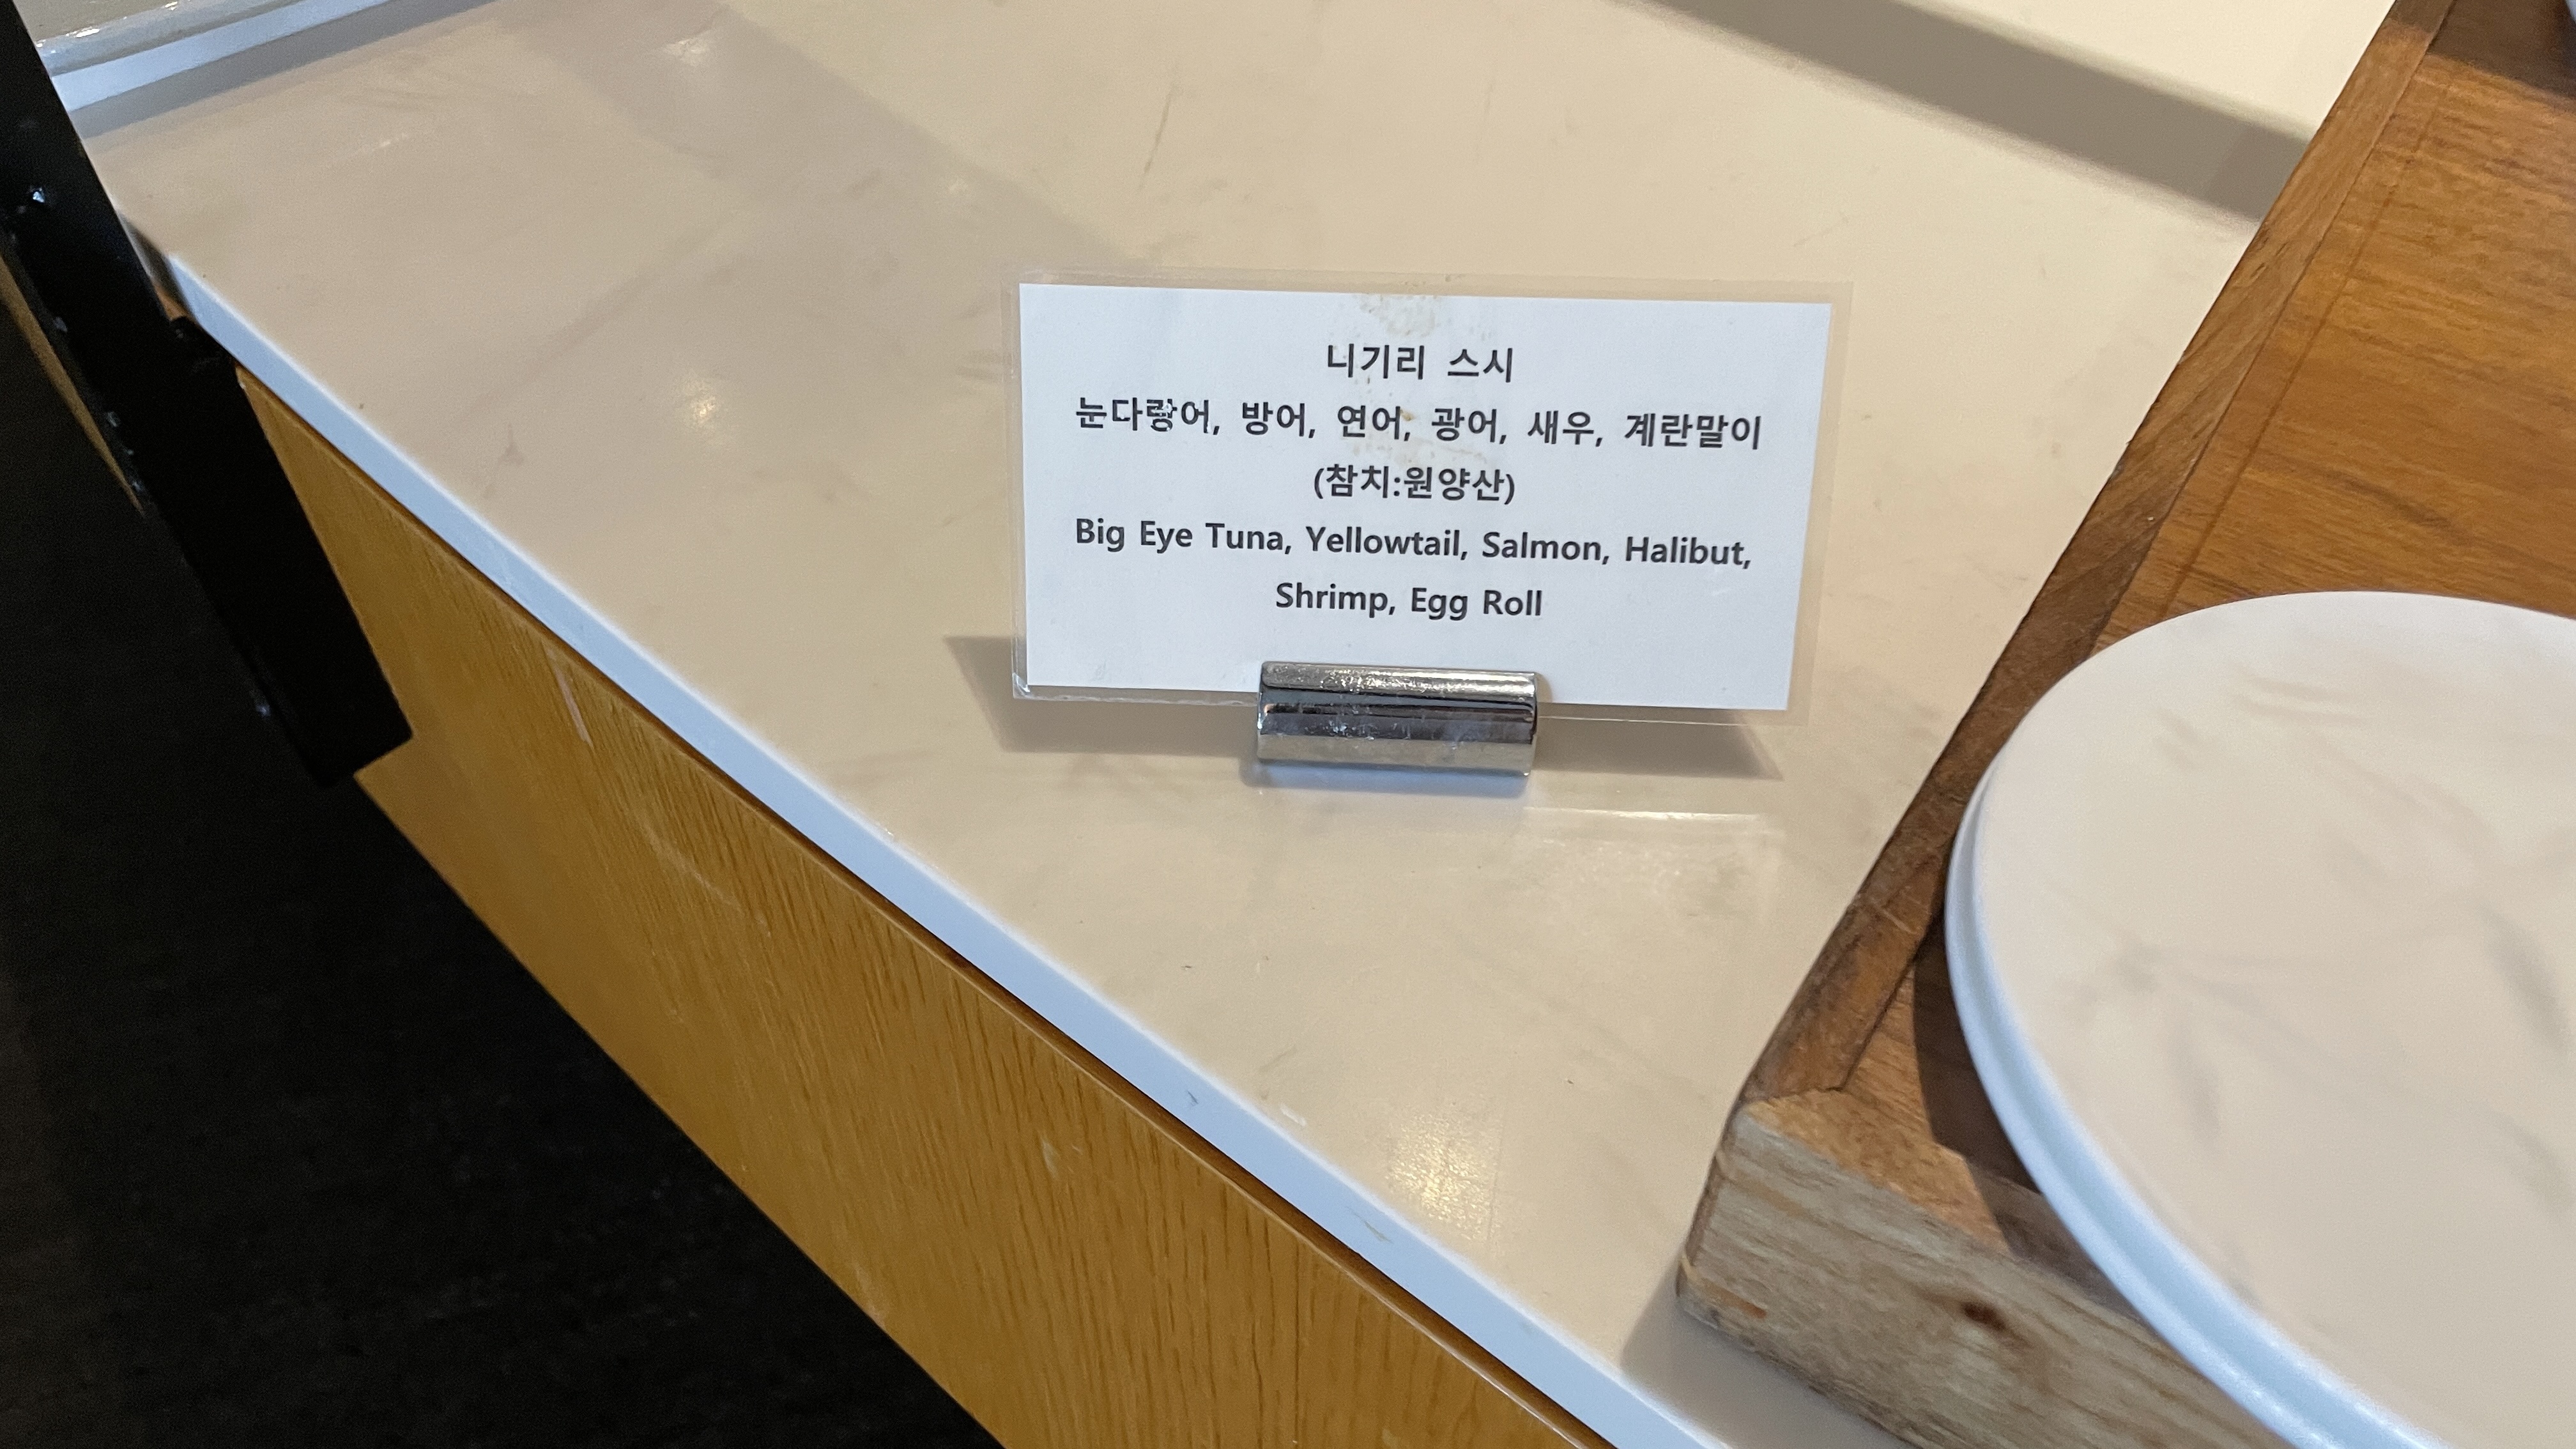 니기리 스시
눈다랑어, 방어, 연어, 광어, 새우, 계란말이
(참치:원양산)
Big Eye Tuna, Yellowtail, Salmon, Halibut,
Shrimp, Egg Roll